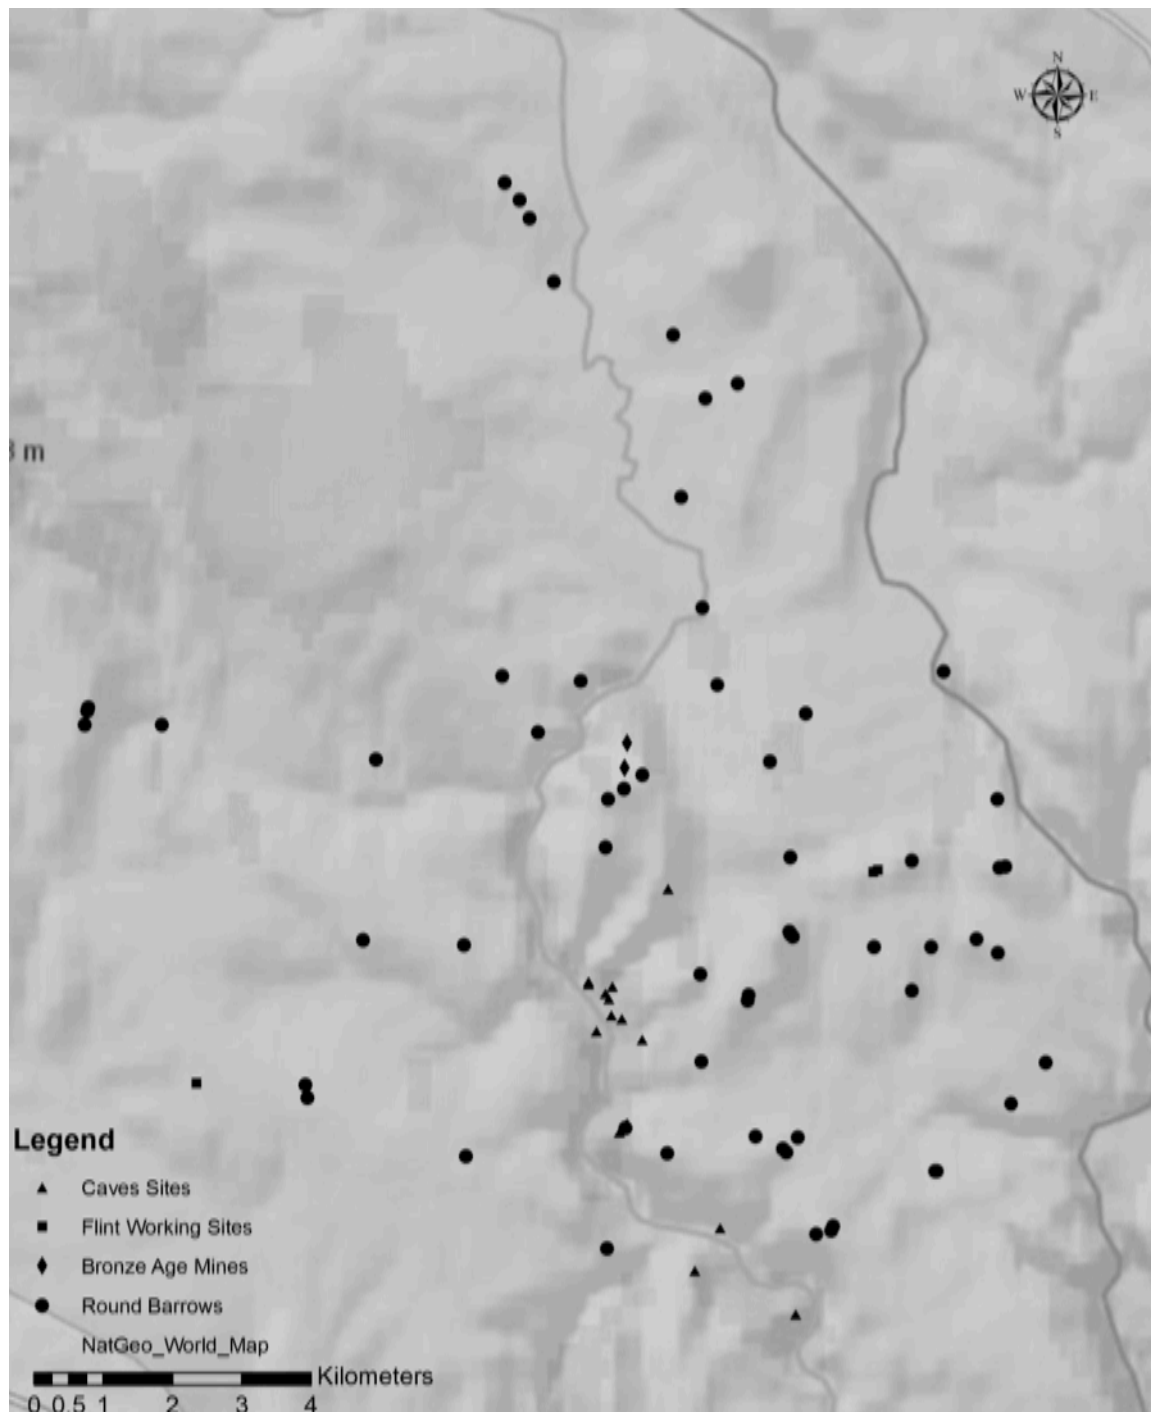 N
W E
S
3 m
Legend
Caves Sites
Flint Working Sites
Bronze Age Mines
Round Barrows
NatGeo_World_Map
Kilometers
0 0.5 1 2 3 4